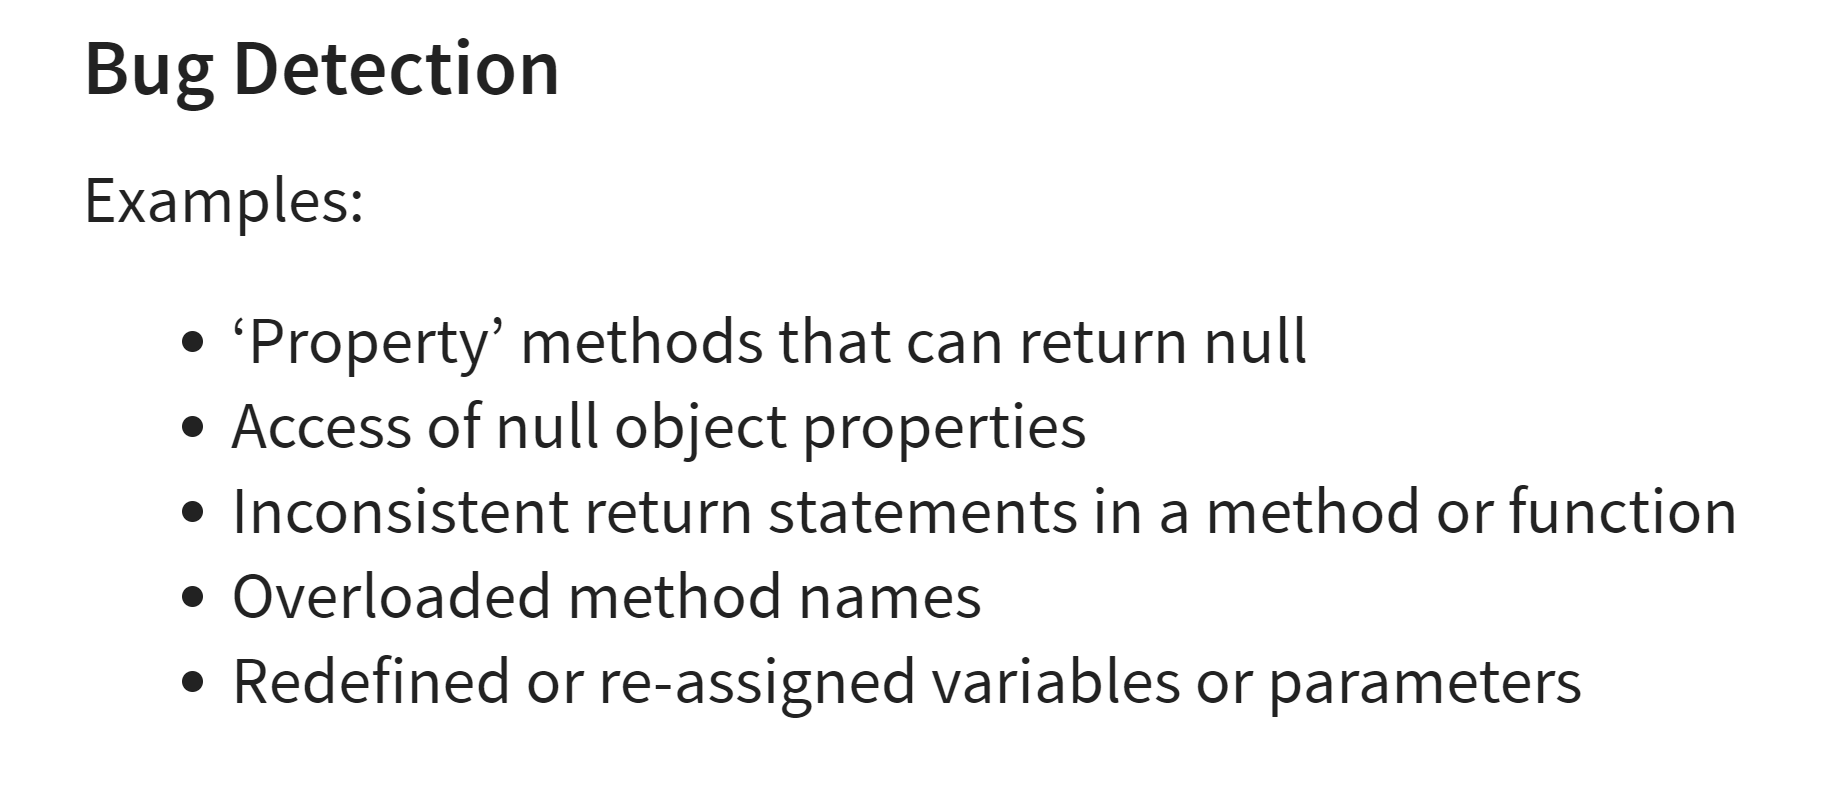 Bug Detection
Examples:
• ‘Property’ methods that can return null
• Access of null object properties
• Inconsistent return statements in a method or function
• Overloaded method names
• Redefined or re-assigned variables or parameters